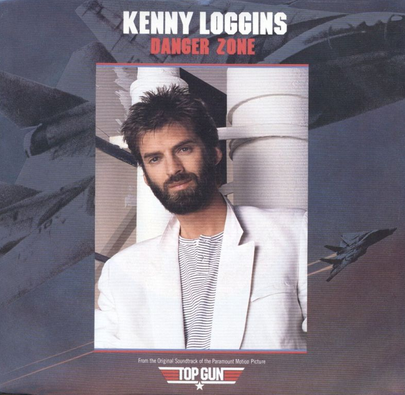 KENNY LOGGINS
DANGER ZONE
From the Original Soundtrack of the Paramount Motion Picture
TOP GUN